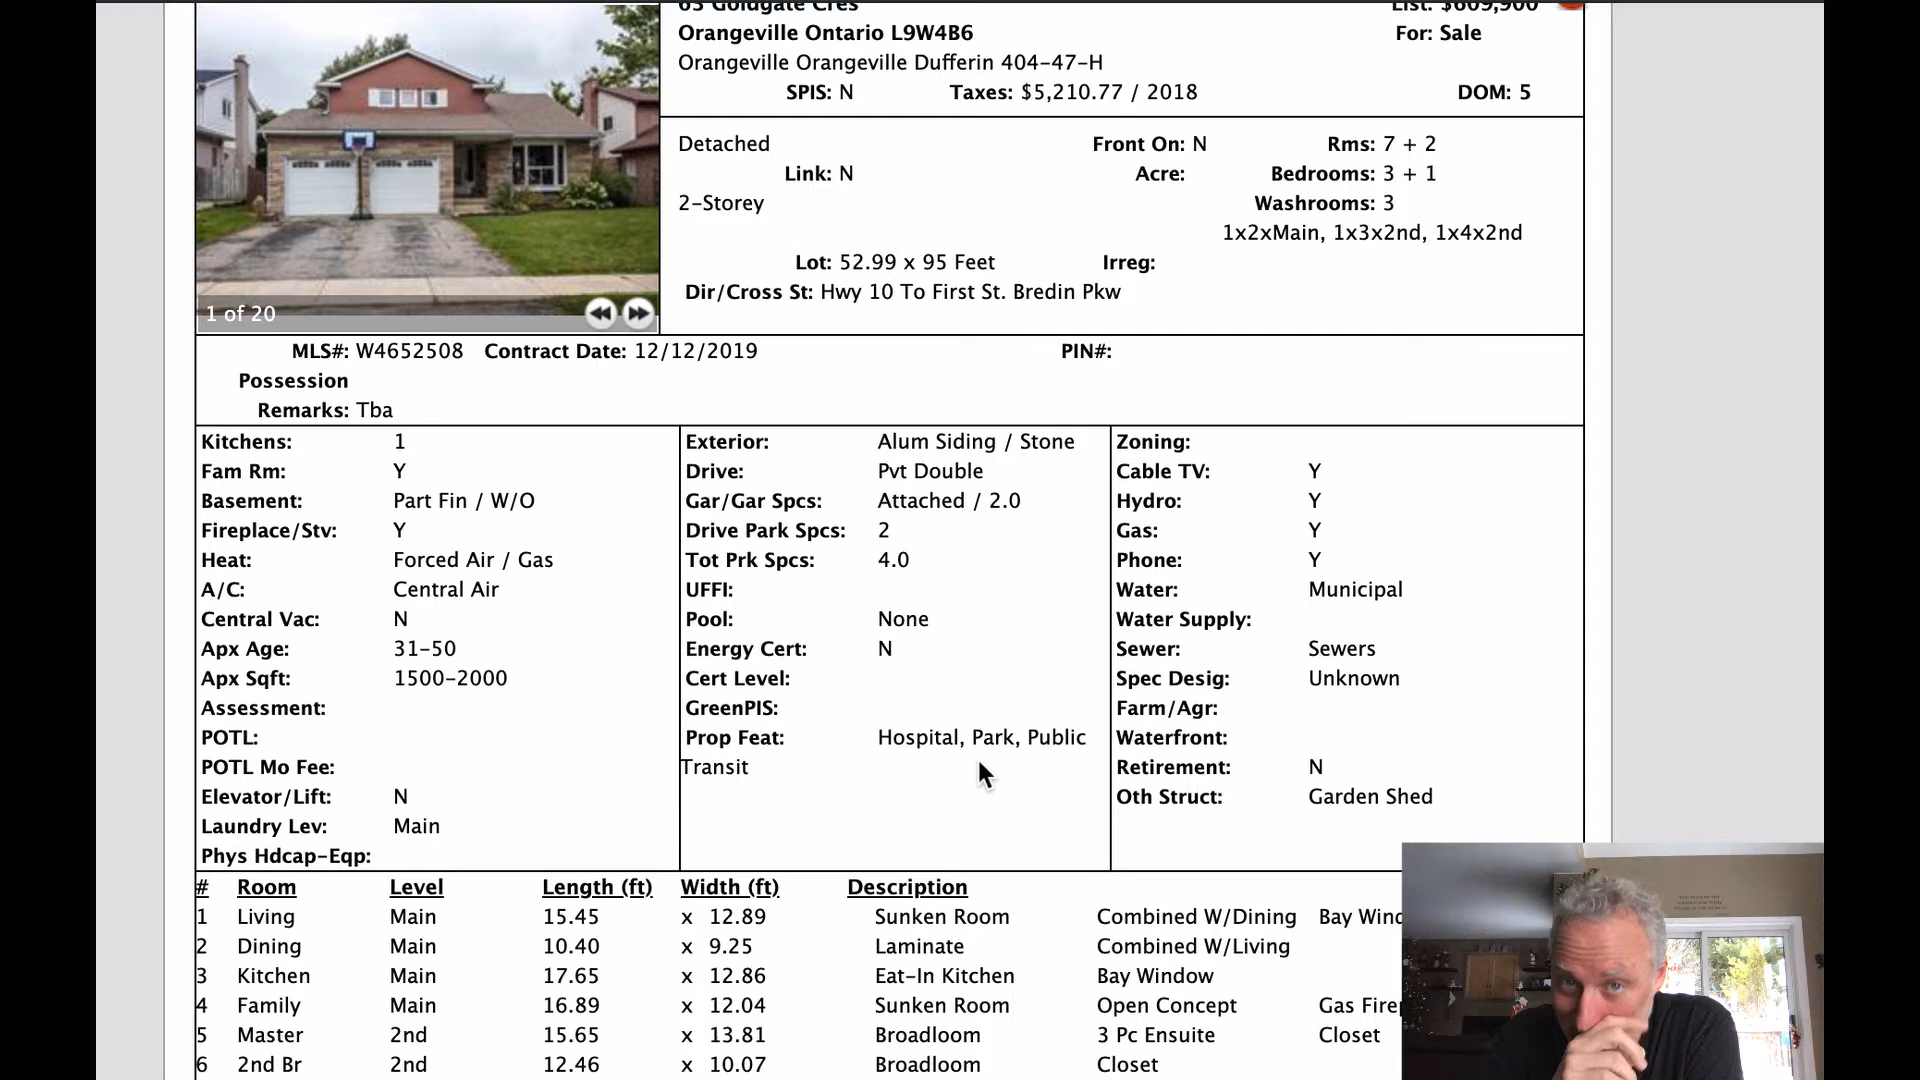 63 Goldgate Cres List: $609,900
Orangeville Ontario L9W4B6 For: Sale
Orangeville Orangeville Dufferin 404-47-H
SPIS: N Taxes: $5,210.77 / 2018 DOM: 5
Detached Front On: N Rms: 7 + 2
Link: N Acre: Bedrooms: 3 + 1
2-Storey Washrooms: 3
1x2xMain, 1x3x2nd, 1x4x2nd
Lot: 52.99 x 95 Feet Irreg:
Dir/Cross St: Hwy 10 To First St. Bredin Pkw
1 of 20
MLS#: W4652508 Contract Date: 12/12/2019 PIN#:
Possession
Remarks: Tba
Kitchens: 1
Fam Rm: Y
Basement: Part Fin / W/O
Fireplace/Stv: Y
Heat: Forced Air / Gas
A/C: Central Air
Central Vac: N
Apx Age: 31-50
Apx Sqft: 1500-2000
Assessment:
POTL:
POTL Mo Fee:
Elevator/Lift: N
Laundry Lev: Main
Phys Hdcap-Eqp:
Exterior: Alum Siding / Stone
Drive: Pvt Double
Gar/Gar Spcs: Attached / 2.0
Drive Park Spcs: 2
Tot Prk Spcs: 4.0
UFFI:
Pool: None
Energy Cert: N
Cert Level:
GreenPIS:
Prop Feat: Hospital, Park, Public
Transit
Zoning:
Cable TV: Y
Hydro: Y
Gas: Y
Phone: Y
Water: Municipal
Water Supply:
Sewer: Sewers
Spec Desig: Unknown
Farm/Agr:
Waterfront:
Retirement: N
Oth Struct: Garden Shed
# Room Level Length (ft) Width (ft) Description
1 Living Main 15.45 x 12.89 Sunken Room Combined W/Dining Bay Winc
2 Dining Main 10.40 x 9.25 Laminate Combined W/Living
3 Kitchen Main 17.65 x 12.86 Eat-In Kitchen Bay Window
4 Family Main 16.89 x 12.04 Sunken Room Open Concept Gas Fire
5 Master 2nd 15.65 x 13.81 Broadloom 3 Pc Ensuite Closet
6 2nd Br 2nd 12.46 x 10.07 Broadloom Closet